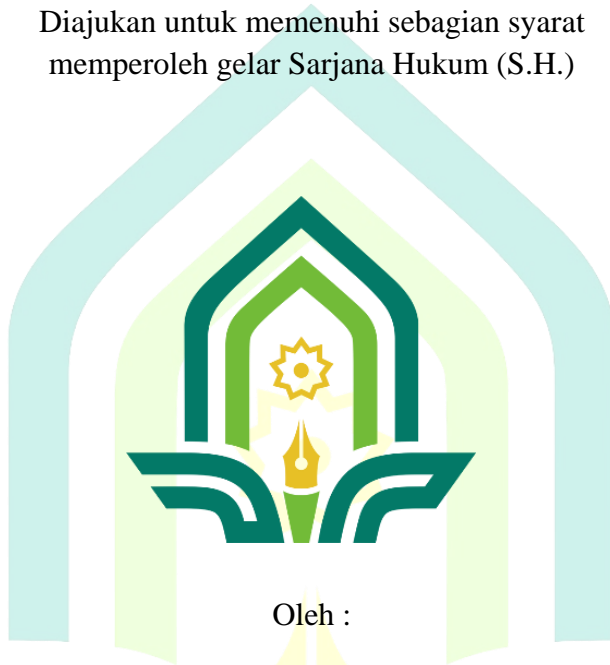 Diajukan untuk memenuhi sebagian syarat
memperoleh gelar Sarjana Hukum (S.H.)
Oleh :